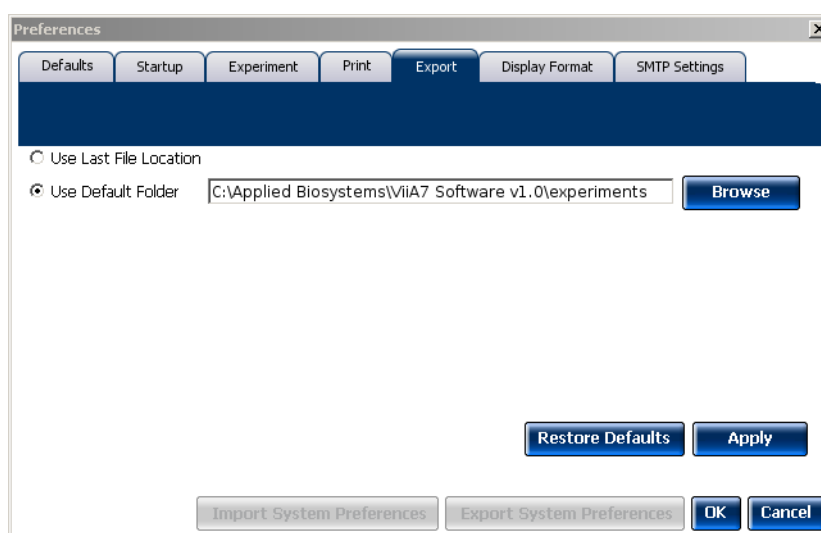 Preferences
Defaults Startup Experiment Print Export Display Format SMTP Settings
Use Last File Location
Use Default Folder C:\Applied Biosystems\ViiA7 Software v1.0\experiments Browse
Restore Defaults Apply
Import System Preferences Export System Preferences OK Cancel